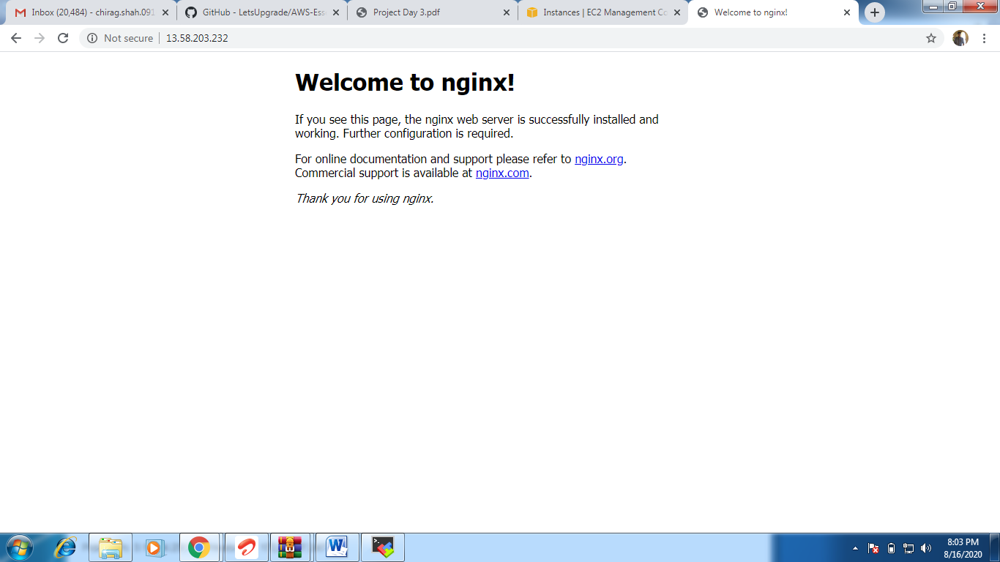 Inbox (20,484) - chirag.shah.091
GitHub - LetsUpgrade/AWS-Ess
Project Day 3.pdf
Instances | EC2 Management Co
Welcome to nginx!
Not secure
13.58.203.232
Welcome to nginx!
If you see this page, the nginx web server is successfully installed and
working. Further configuration is required.
For online documentation and support please refer to nginx.org.
Commercial support is available at nginx.com.
Thank you for using nginx.
8:03 PM
8/16/2020